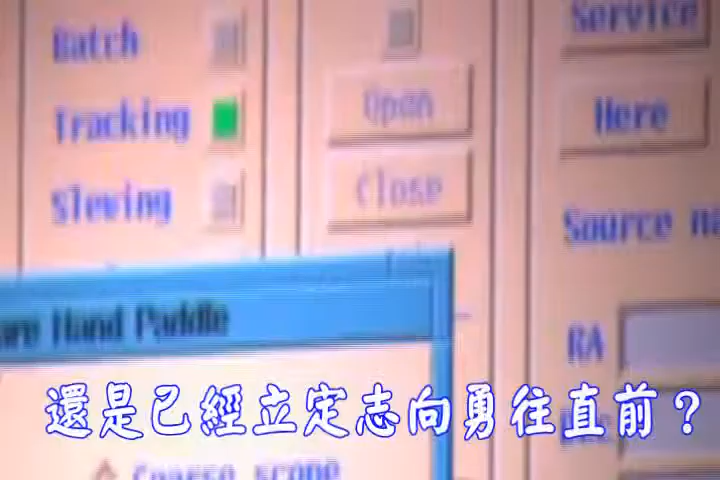 Batch
Tracking
Slewing
Open
Close
Service
Here
Source na
RA
are Hand Paddle
還是已經立定志向勇往直前？
Coarse scope